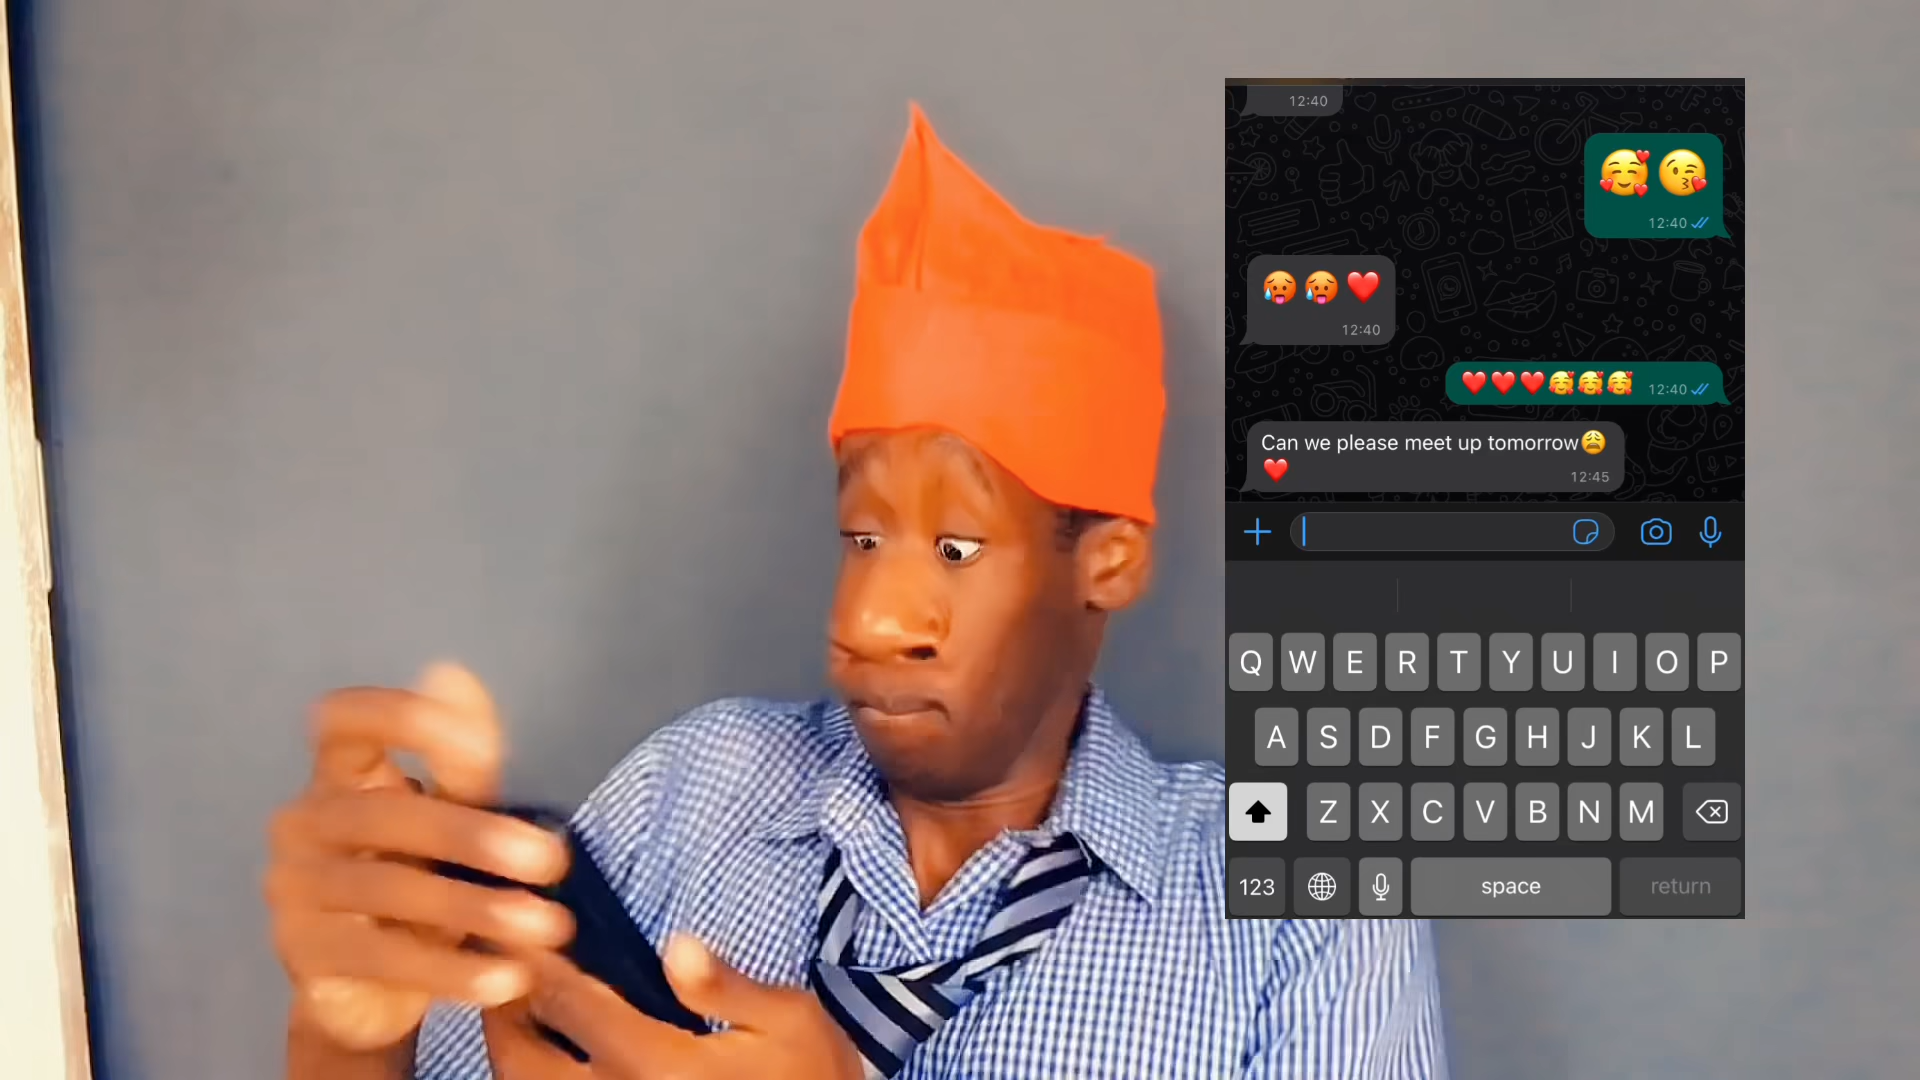 12:40
🥰 😘
12:40
🥵 🥵 ❤️
12:40
❤️❤️❤️🥰🥰🥰 12:40
Can we please meet up tomorrow😩
❤️ 12:45
Q W E R T Y U I O P
A S D F G H J K L
Z X C V B N M
123 space return